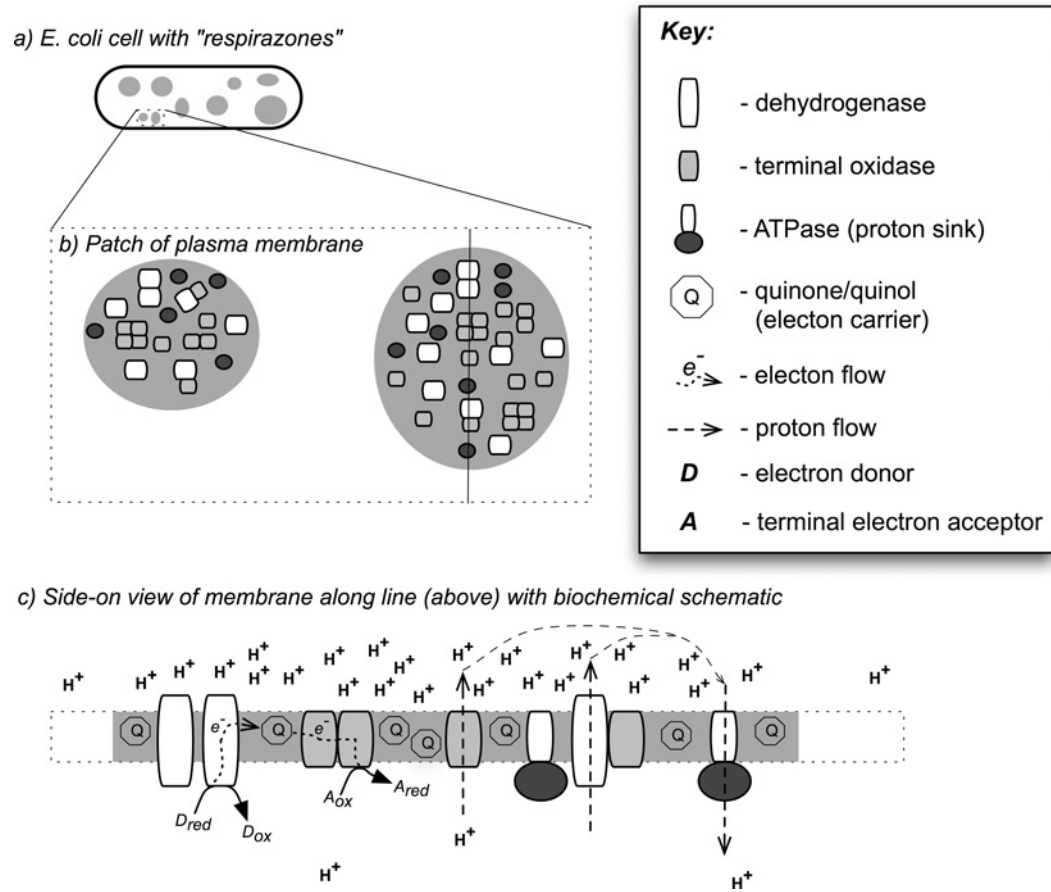 a) E. coli cell with "respirazones"
b) Patch of plasma membrane
Key:
- dehydrogenase
- terminal oxidase
- ATPase (proton sink)
Q
- quinone/quinol
(electon carrier)
e-
- electon flow
- proton flow
D
- electron donor
A
- terminal electron acceptor
c) Side-on view of membrane along line (above) with biochemical schematic
H+ H+ H+ H+ H+ H+ H+ H+ H+ H+ H+ H+ H+ H+ H+ H+ H+ H+ H+ H+ H+ H+ H+ H+
Q e- Q e- Q Q Q Q Q
Dred Dox Aox Ared
H+
H+ H+